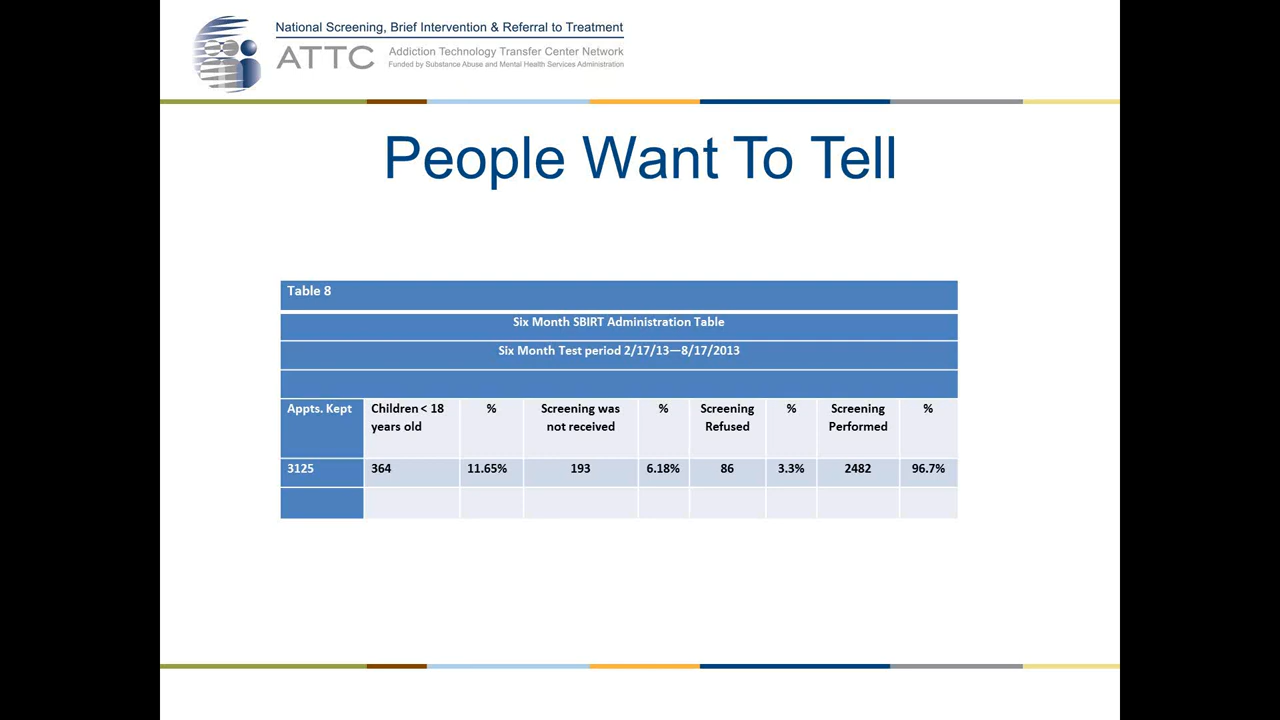 National Screening, Brief Intervention & Referral to Treatment
ATTC
Addiction Technology Transfer Center Network
Funded by Substance Abuse and Mental Health Services Administration
People Want To Tell
Table 8
Six Month SBIRT Administration Table
Six Month Test period 2/17/13—8/17/2013
Appts. Kept Children < 18 years old % Screening was not received % Screening Refused % Screening Performed %
3125 364 11.65% 193 6.18% 86 3.3% 2482 96.7%